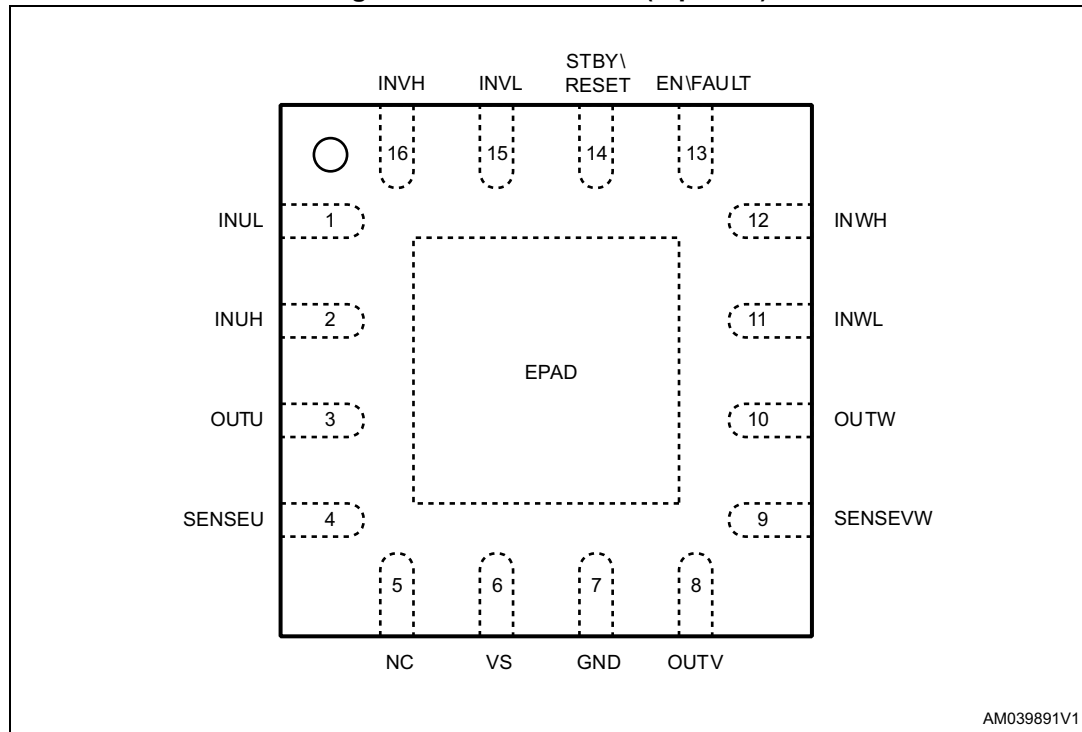 STBY\
INVH INVL RESET EN\FAULT
16 15 14 13
INUL 1 12 INWH
INUH 2 11 INWL
EPAD
OUTU 3 10 OUTW
SENSEU 4 9 SENSEVW
5 6 7 8
NC VS GND OUTV
AM039891V1